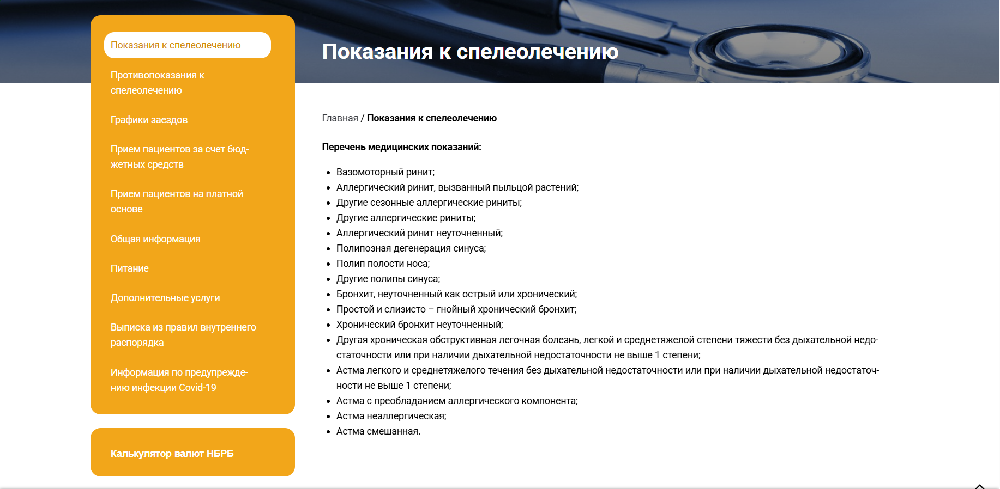 Показания к спелеолечению
Противопоказания к
спелеолечению
Графики заездов
Прием пациентов за счет бюд-
жетных средств
Прием пациентов на платной
основе
Общая информация
Питание
Дополнительные услуги
Выписка из правил внутреннего
распорядка
Информация по предупрежде-
нию инфекции Covid-19
Калькулятор валют НБРБ
Показания к спелеолечению
Главная / Показания к спелеолечению
Перечень медицинских показаний:
• Вазомоторный ринит;
• Аллергический ринит, вызванный пыльцой растений;
• Другие сезонные аллергические риниты;
• Другие аллергические риниты;
• Аллергический ринит неуточненный;
• Полипозная дегенерация синуса;
• Полип полости носа;
• Другие полипы синуса;
• Бронхит, неуточненный как острый или хронический;
• Простой и слизисто – гнойный хронический бронхит;
• Хронический бронхит неуточненный;
• Другая хроническая обструктивная легочная болезнь, легкой и среднетяжелой степени тяжести без дыхательной недо-
статочности или при наличии дыхательной недостаточности не выше 1 степени;
• Астма легкого и среднетяжелого течения без дыхательной недостаточности или при наличии дыхательной недостаточ-
ности не выше 1 степени;
• Астма с преобладанием аллергического компонента;
• Астма неаллергическая;
• Астма смешанная.